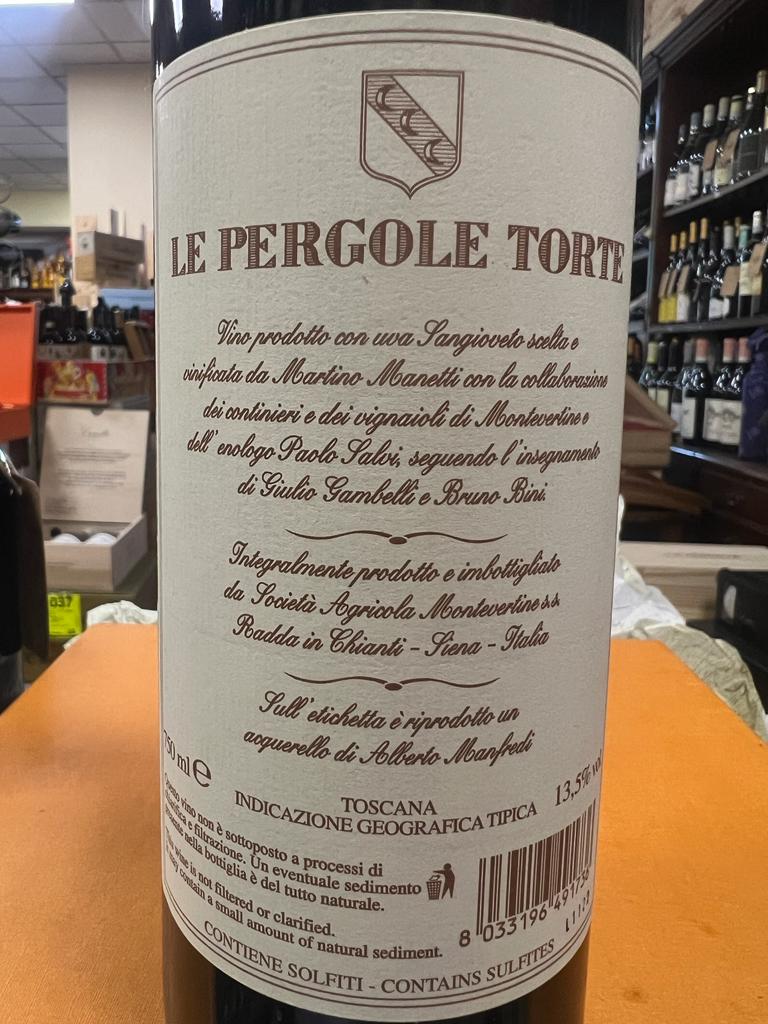 LE PERGOLE TORTE
Vino prodotto con uva Sangioveto scelta e
vinificata da Martino Manetti con la collaborazione
dei continieri e dei vignaioli di Montevertine e
dell'enologo Paolo Salvi, seguendo l'insegnamento
di Giulio Gambelli e Bruno Bini.
Integralmente prodotto e imbottigliato
da Società Agricola Montevertine s.s.
Radda in Chianti - Siena - Italia
Sull'etichetta è riprodotto un
acquerello di Alberto Manfredi
750 ml e
TOSCANA
INDICAZIONE GEOGRAFICA TIPICA
13,5% vol
Questo vino non è sottoposto a processi di
chiarifica e filtrazione. Un eventuale sedimento
presente nella bottiglia è del tutto naturale.
This wine is not filtered or clarified.
It may contain a small amount of natural sediment.
8 033196 491736
CONTIENE SOLFITI - CONTAINS SULFITES
037